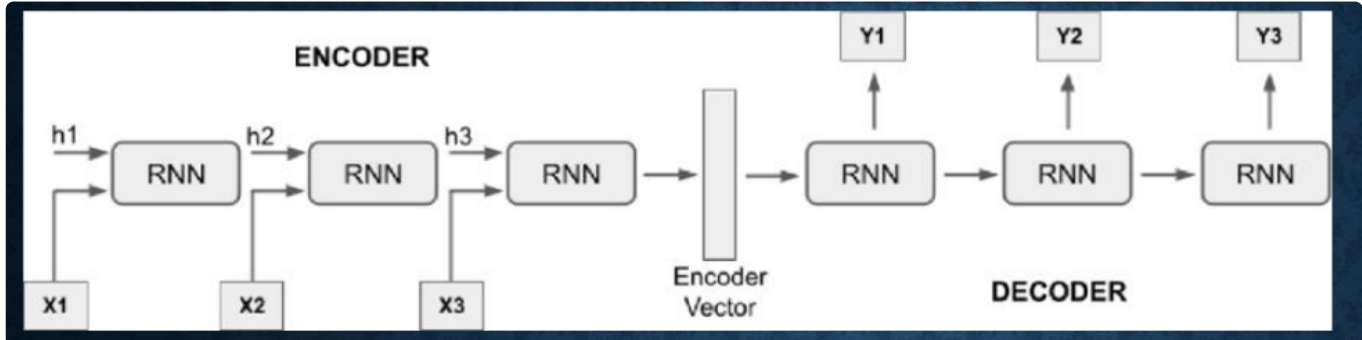 ENCODER
Y1
Y2
Y3
h1
h2
h3
RNN
RNN
RNN
RNN
RNN
RNN
X1
X2
X3
Encoder
Vector
DECODER